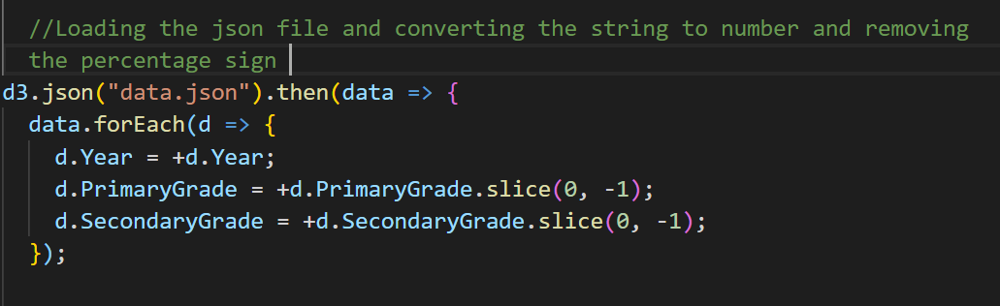 //Loading the json file and converting the string to number and removing
the percentage sign
d3.json("data.json").then(data => {
data.forEach(d => {
d.Year = +d.Year;
d.PrimaryGrade = +d.PrimaryGrade.slice(0, -1);
d.SecondaryGrade = +d.SecondaryGrade.slice(0, -1);
});